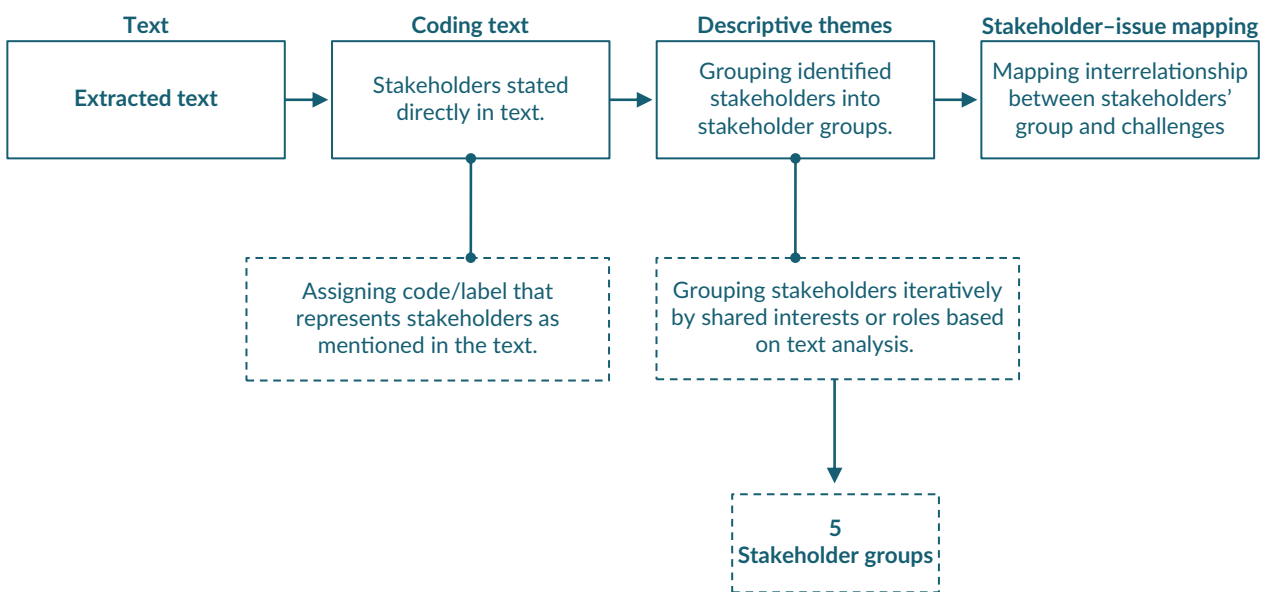 Text
Extracted text
Coding text
Stakeholders stated
directly in text.
Descriptive themes
Grouping identified
stakeholders into
stakeholder groups.
Stakeholder–issue mapping
Mapping interrelationship
between stakeholders’
group and challenges
Assigning code/label that
represents stakeholders as
mentioned in the text.
Grouping stakeholders iteratively
by shared interests or roles based
on text analysis.
5
Stakeholder groups